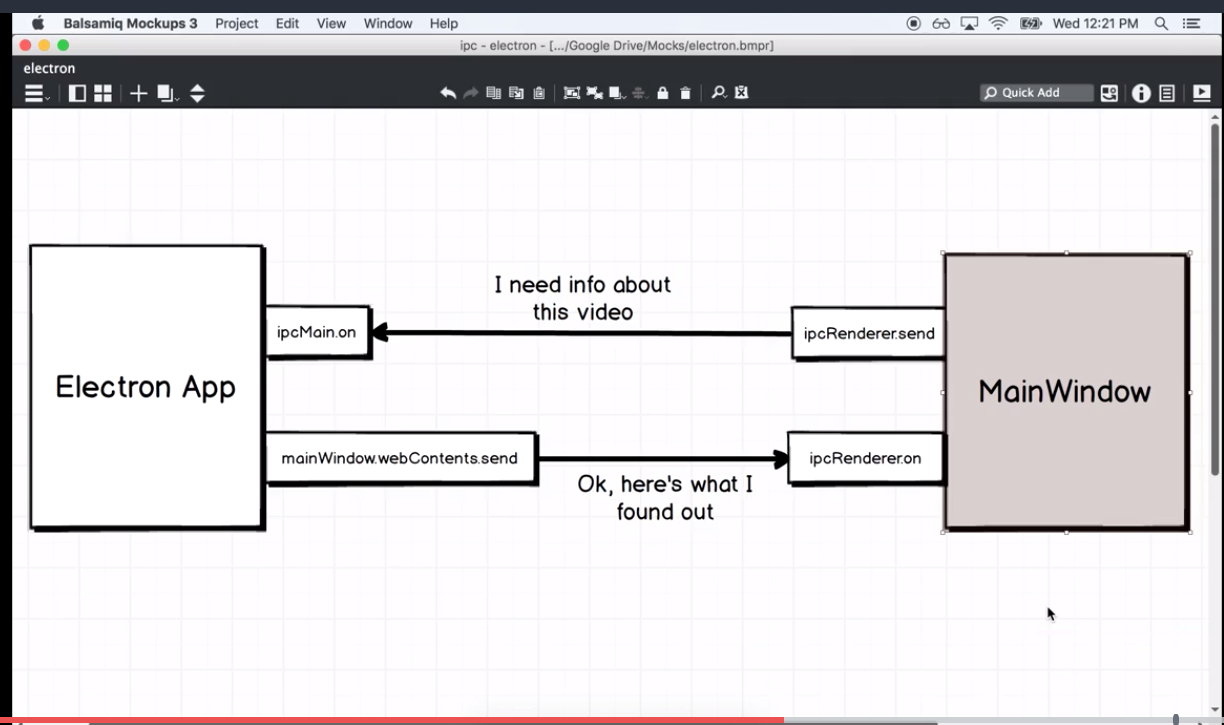 Balsamiq Mockups 3 Project Edit View Window Help Wed 12:21 PM
ipc - electron - [.../Google Drive/Mocks/electron.bmpr]
electron
Quick Add
I need info about
this video
ipcMain.on
ipcRenderer.send
Electron App
MainWindow
mainWindow.webContents.send
ipcRenderer.on
Ok, here's what I
found out